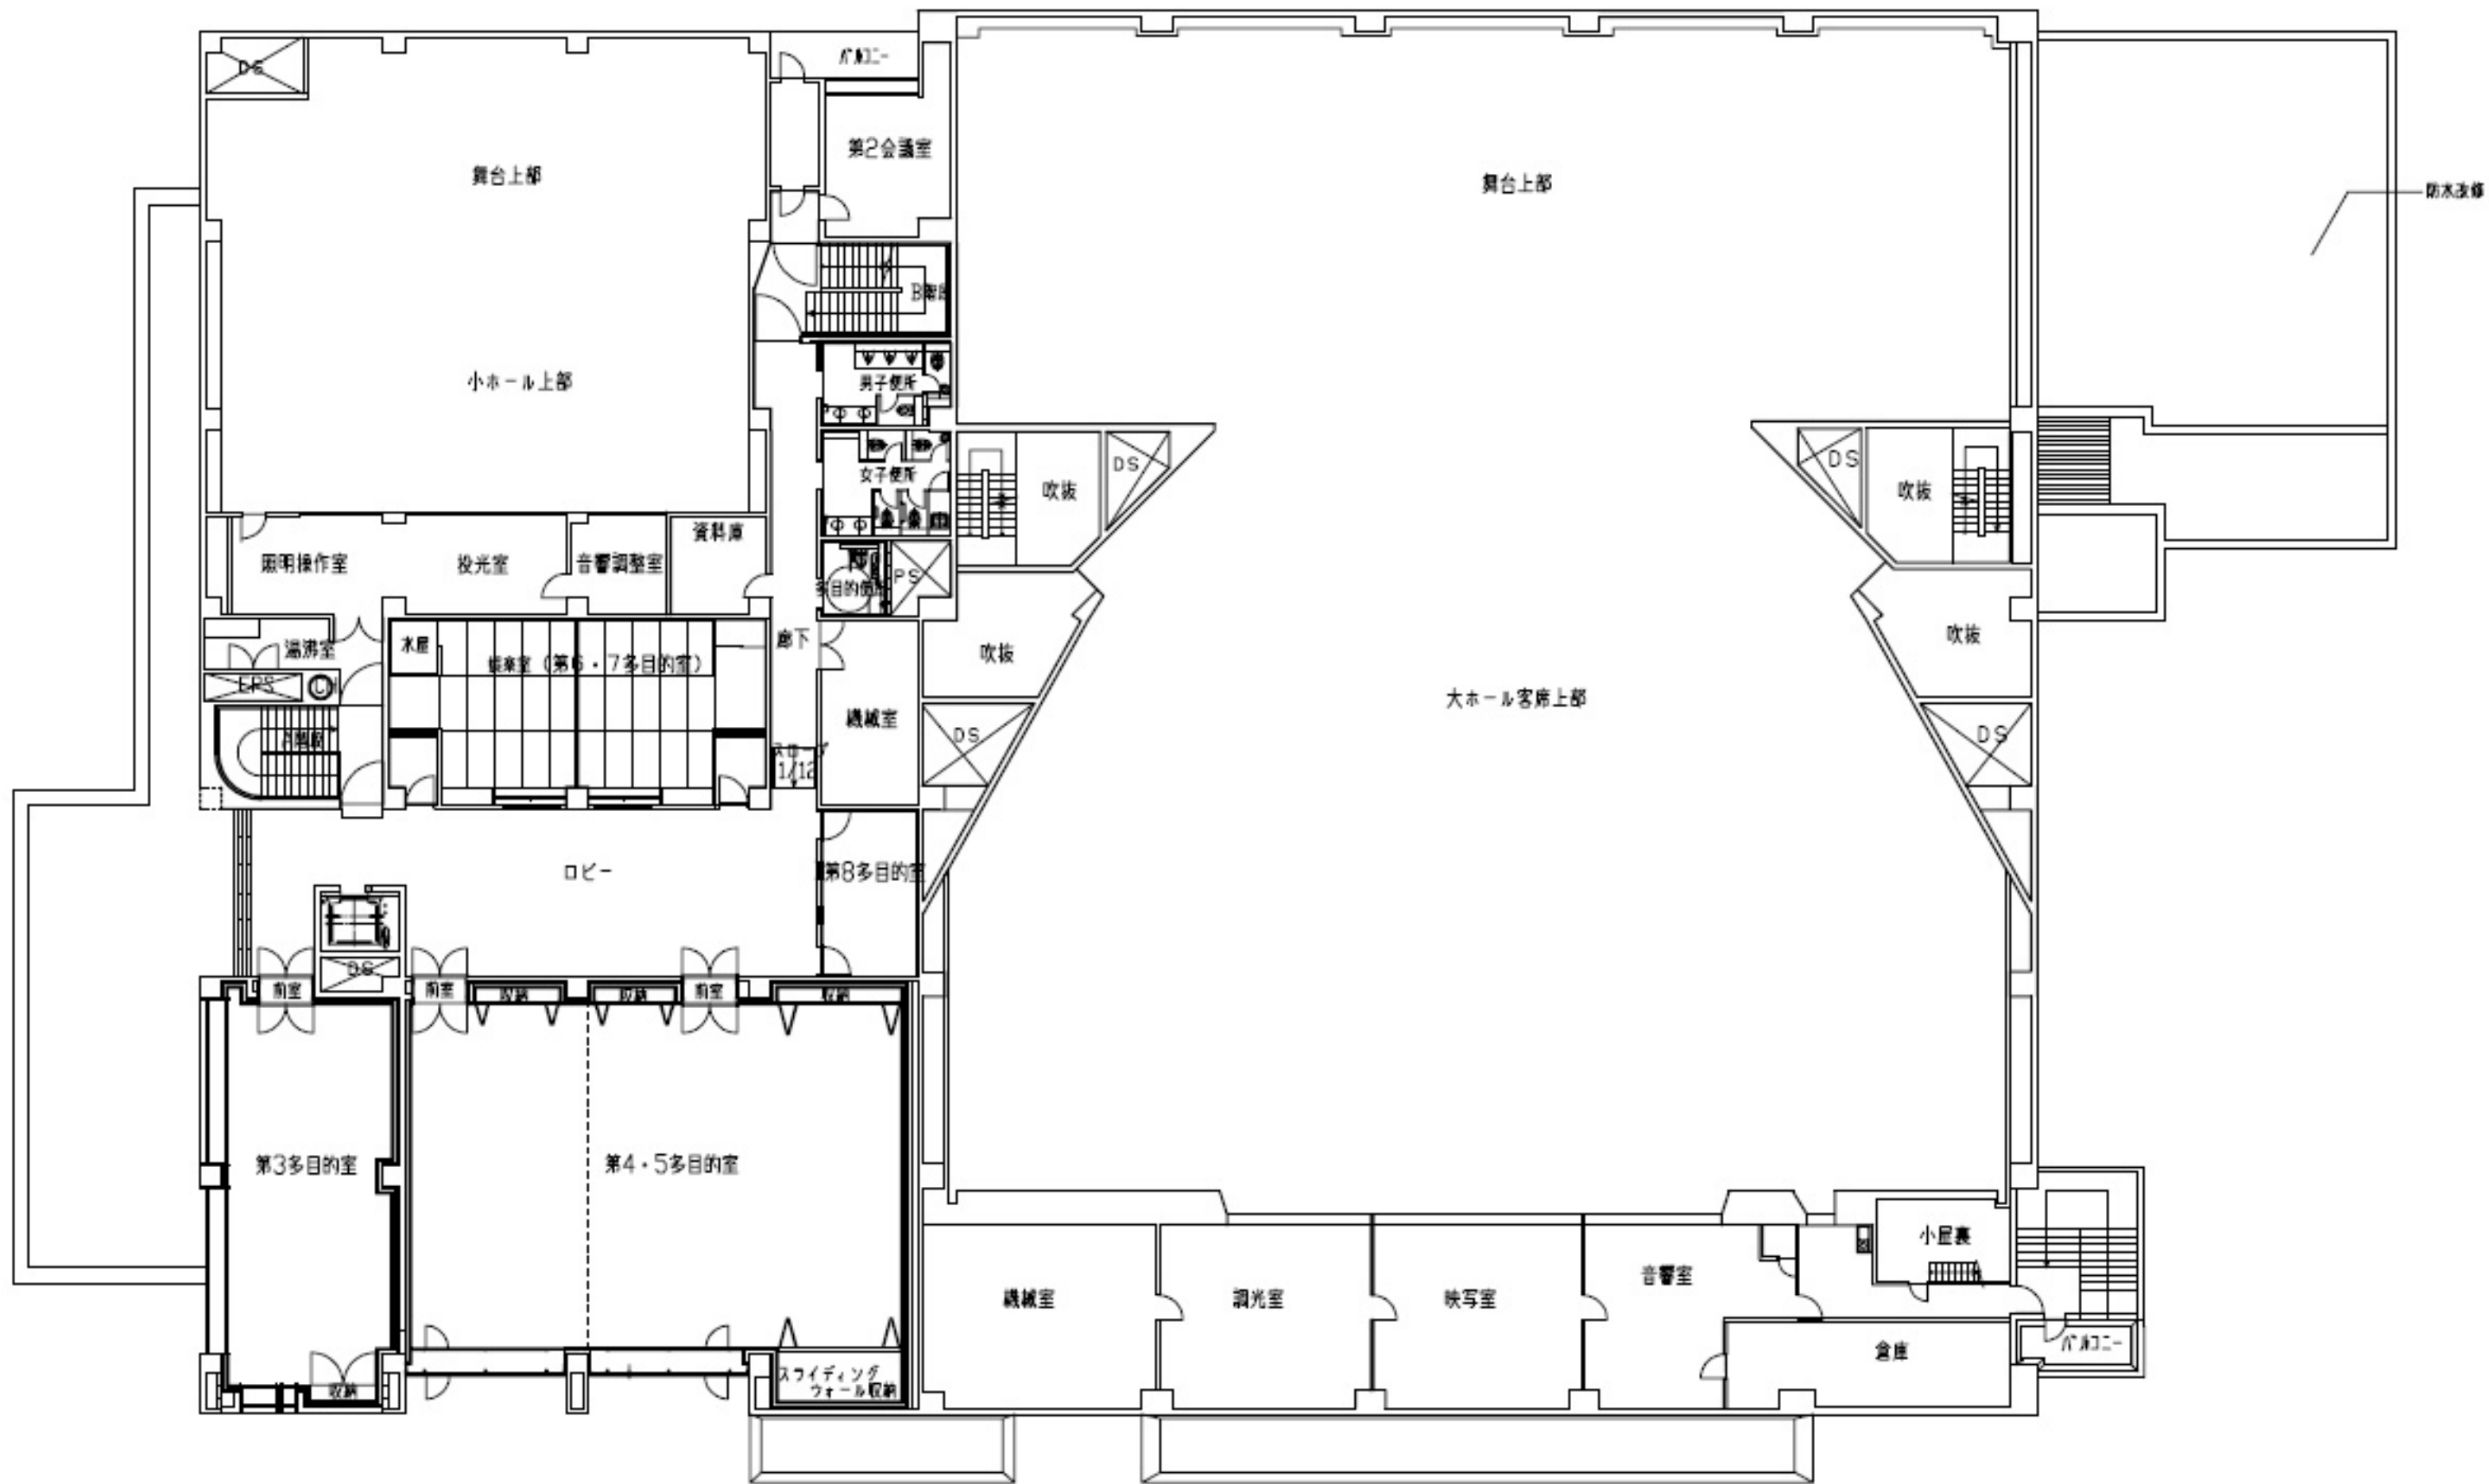 DS
バルコニー
第2会議室
舞台上部
舞台上部
防水改修
B階段
小ホール上部
男子便所
女子便所
DS
吹抜
DS
吹抜
照明操作室
投光室
音響調整室
資料庫
多目的便所
PS
湯沸室
水屋
娯楽室（第6・7多目的室）
廊下
吹抜
吹抜
EPS
機械室
大ホール客席上部
A階段
スロープ
1/12
DS
DS
ロビー
第8多目的室
DS
前室
前室
収納
収納
前室
収納
第3多目的室
第4・5多目的室
小屋裏
音響室
機械室
調光室
映写室
倉庫
バルコニー
スライディング
ウォール収納
収納